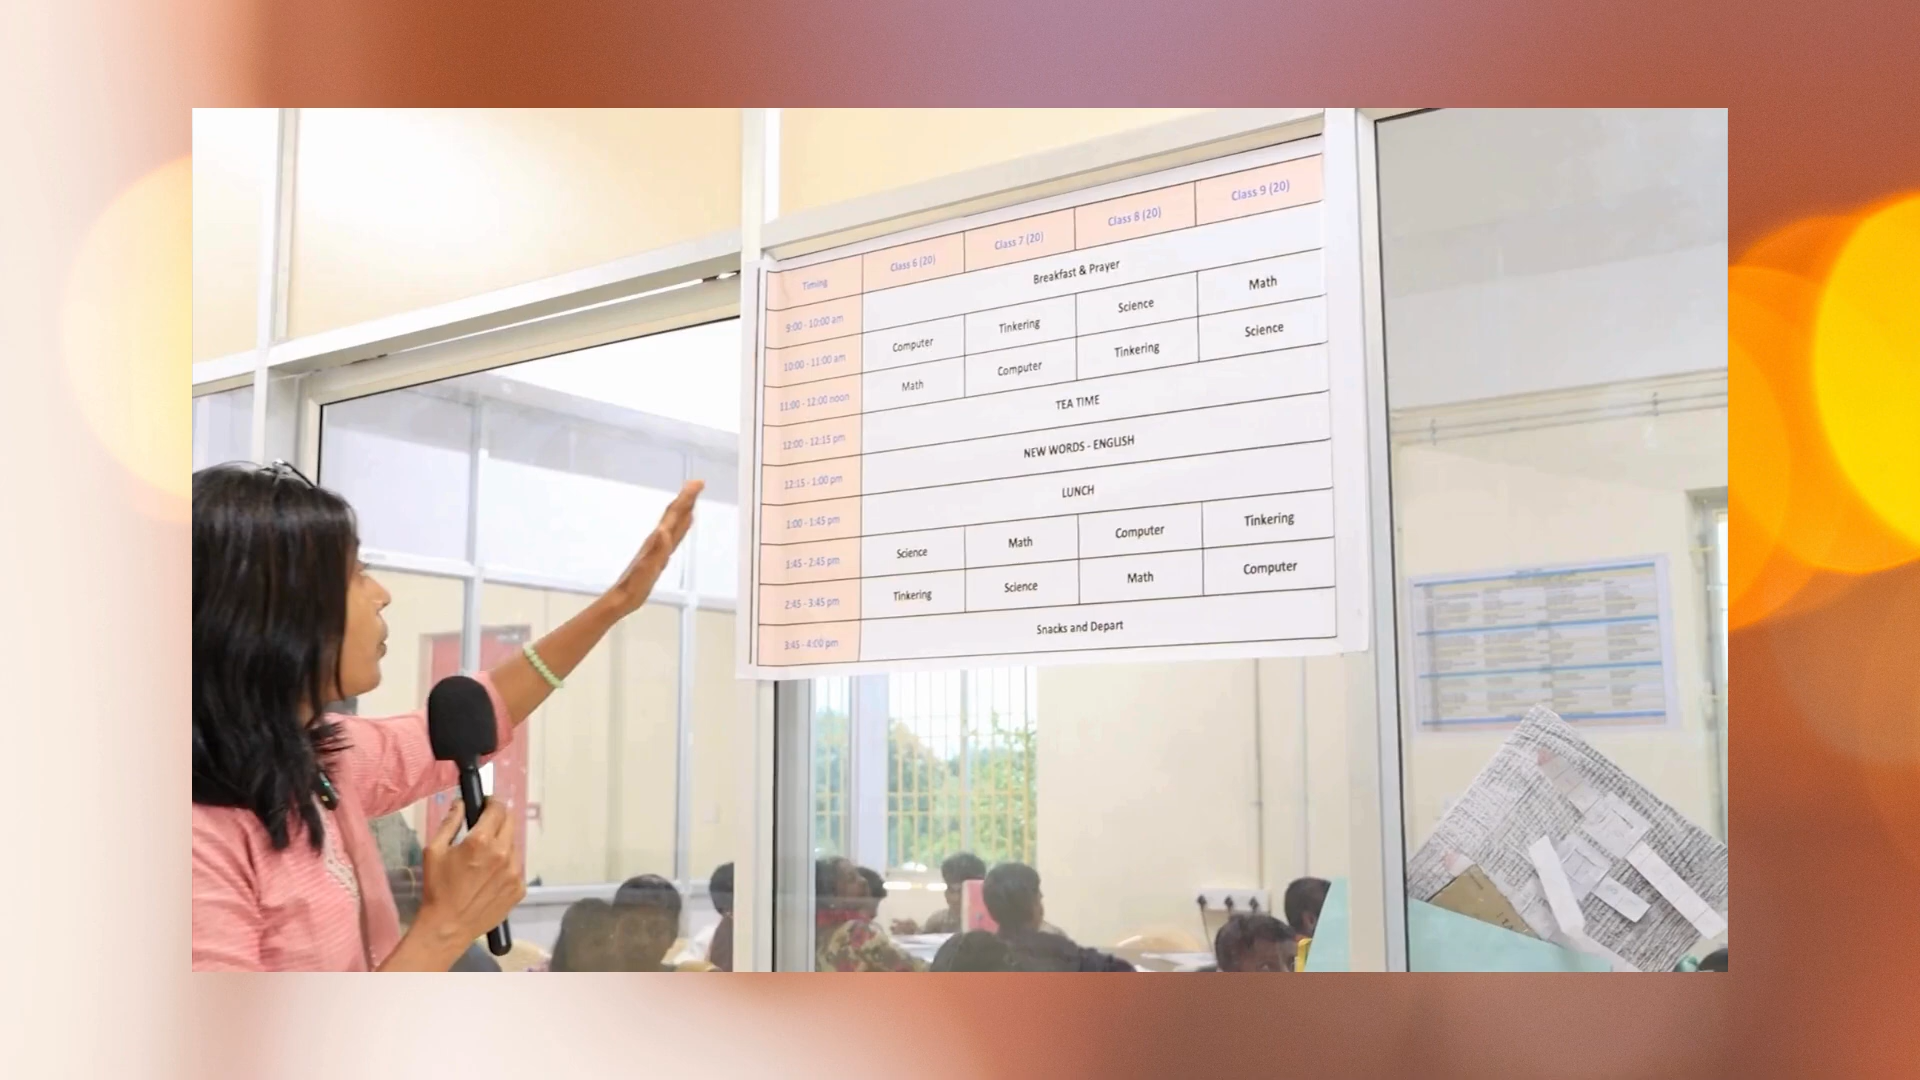 Timing Class 6 (20) Class 7 (20) Class 8 (20) Class 9 (20)
9:00 - 10:00 am Breakfast & Prayer
10:00 - 11:00 am Computer Tinkering Science Math
11:00 - 12:00 noon Math Computer Tinkering Science
12:00 - 12:15 pm TEA TIME
12:15 - 1:00 pm NEW WORDS - ENGLISH
1:00 - 1:45 pm LUNCH
1:45 - 2:45 pm Science Math Computer Tinkering
2:45 - 3:45 pm Tinkering Science Math Computer
3:45 - 4:00 pm Snacks and Depart